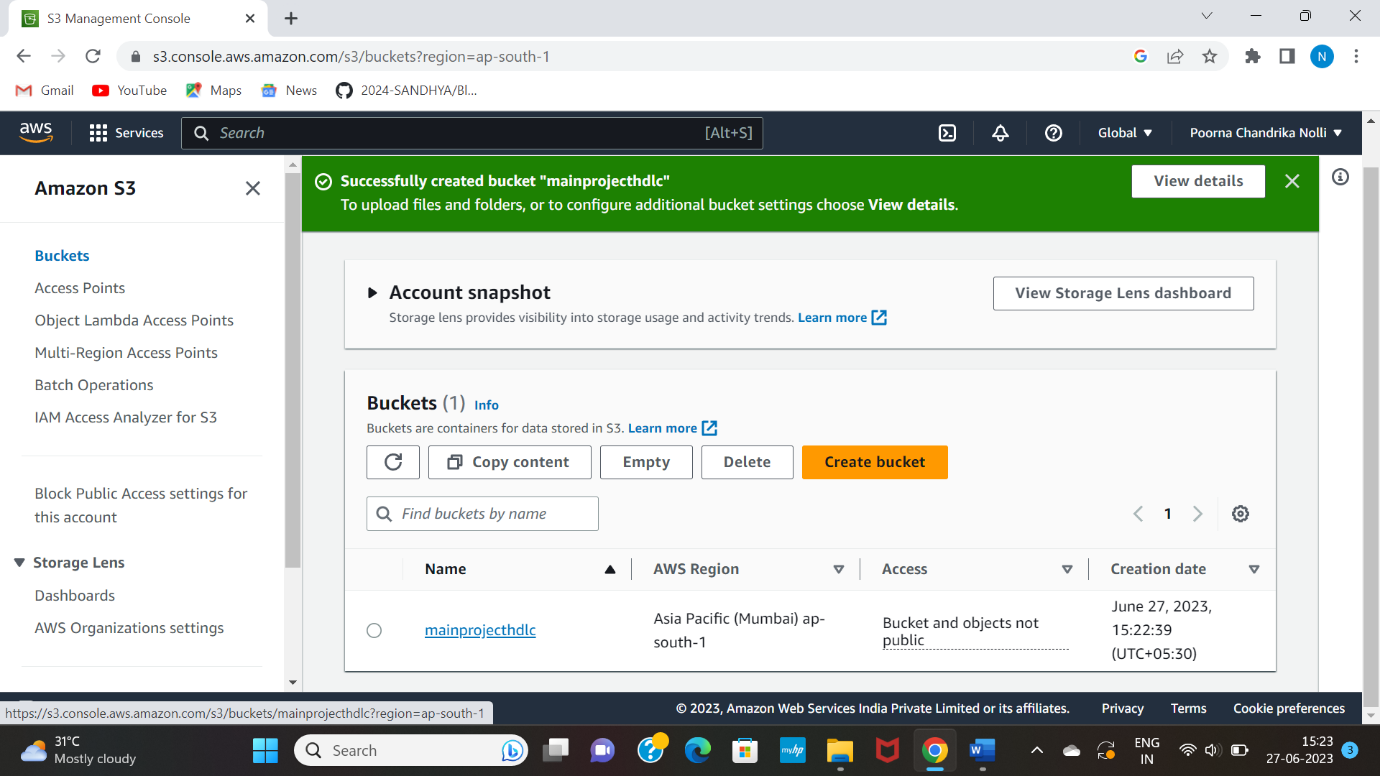 S3 Management Console
s3.console.aws.amazon.com/s3/buckets?region=ap-south-1
N
Gmail
YouTube
Maps
News
2024-SANDHYA/BI...
aws
Services
Search
[Alt+S]
Global
Poorna Chandrika Nolli
Amazon S3
Buckets
Access Points
Object Lambda Access Points
Multi-Region Access Points
Batch Operations
IAM Access Analyzer for S3
Block Public Access settings for
this account
Storage Lens
Dashboards
AWS Organizations settings
Successfully created bucket "mainprojecthdlc"
To upload files and folders, or to configure additional bucket settings choose View details.
View details
Account snapshot
Storage lens provides visibility into storage usage and activity trends. Learn more
View Storage Lens dashboard
Buckets (1) Info
Buckets are containers for data stored in S3. Learn more
Copy content
Empty
Delete
Create bucket
Find buckets by name
1
Name
AWS Region
Access
Creation date
mainprojecthdlc
Asia Pacific (Mumbai) ap-
south-1
Bucket and objects not
public
June 27, 2023,
15:22:39
(UTC+05:30)
https://s3.console.aws.amazon.com/s3/buckets/mainprojecthdlc?region=ap-south-1
© 2023, Amazon Web Services India Private Limited or its affiliates.
Privacy
Terms
Cookie preferences
31°C
Mostly cloudy
Search
myhp
W
ENG
IN
15:23
27-06-2023
3